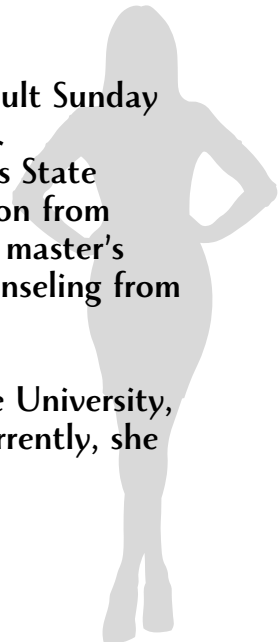 ult Sunday
s State
on from
master's
nseling from
e University,
rrently, she